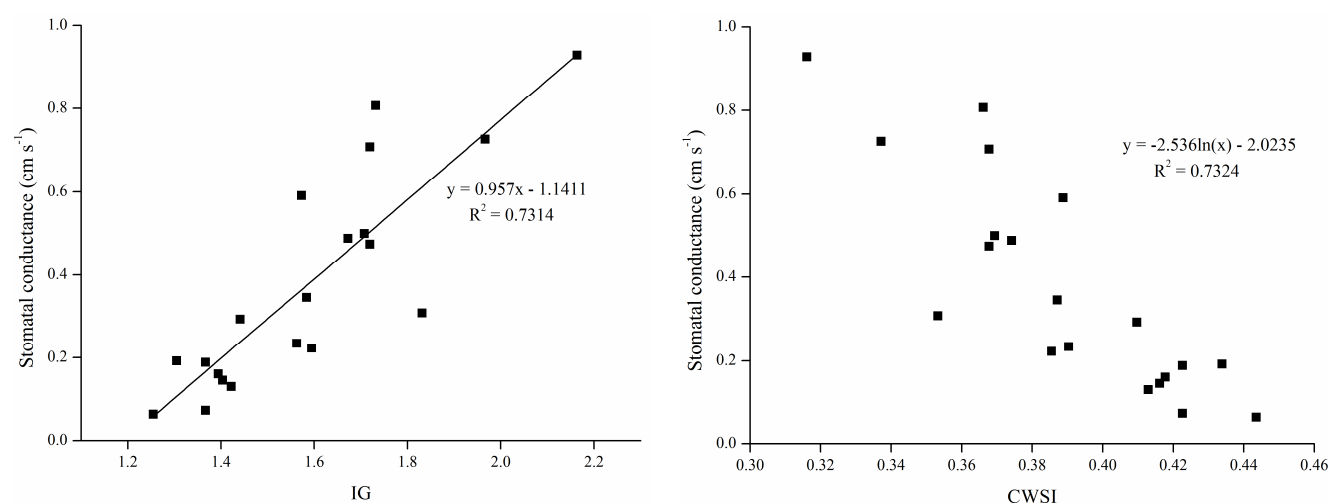 1.0
0.8
0.6
0.4
0.2
0.0
Stomatal conductance (cm s⁻¹)
y = 0.957x - 1.1411
R² = 0.7314
1.2 1.4 1.6 1.8 2.0 2.2
IG
1.0
0.8
0.6
0.4
0.2
0.0
Stomatal conductance (cm s⁻¹)
y = -2.536ln(x) - 2.0235
R² = 0.7324
0.30 0.32 0.34 0.36 0.38 0.40 0.42 0.44 0.46
CWSI